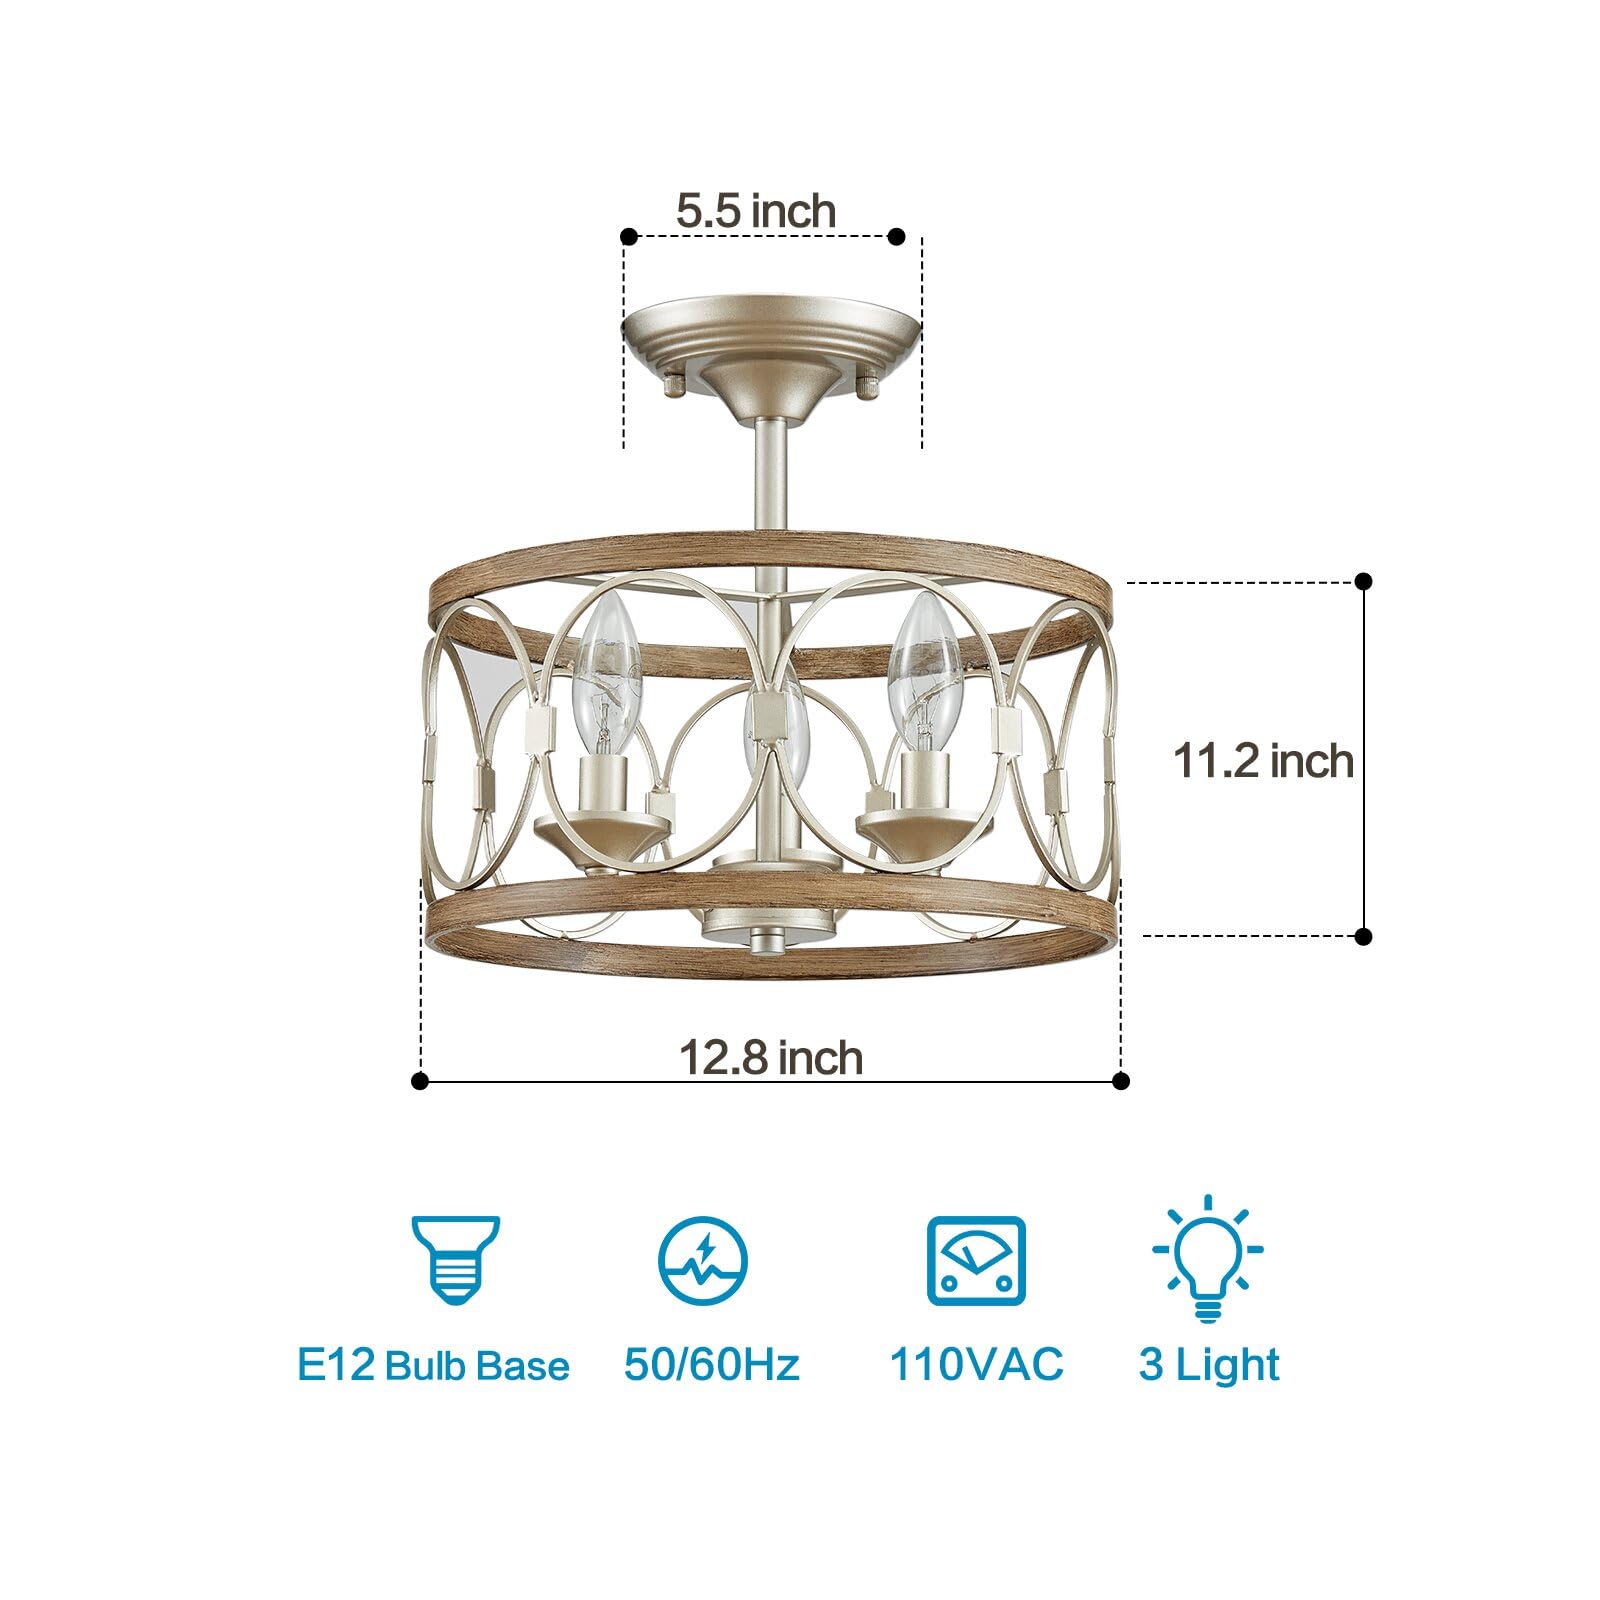 5.5 inch
11.2 inch
12.8 inch
E12 Bulb Base
50/60Hz
110VAC
3 Light